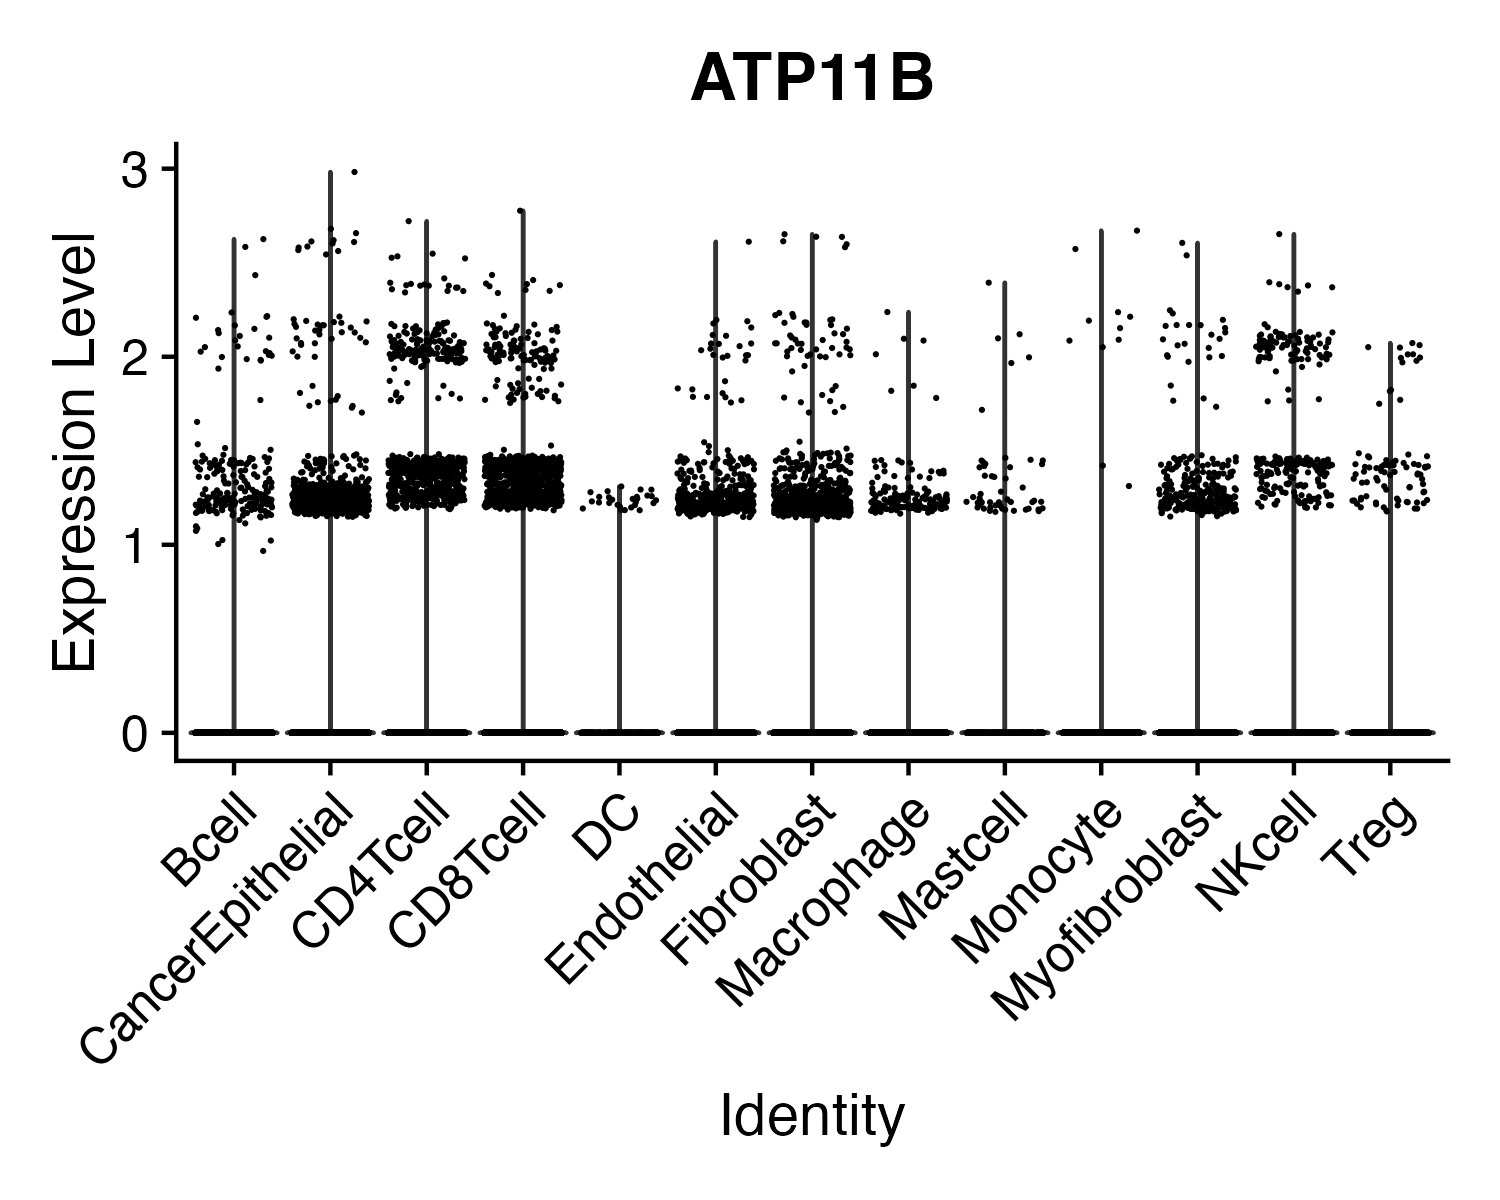 ATP11B
Expression Level
3
2
1
0
Bcell
CancerEpithelial
CD4Tcell
CD8Tcell
DC
Endothelial
Fibroblast
Macrophage
Mastcell
Monocyte
Myofibroblast
NKcell
Treg
Identity